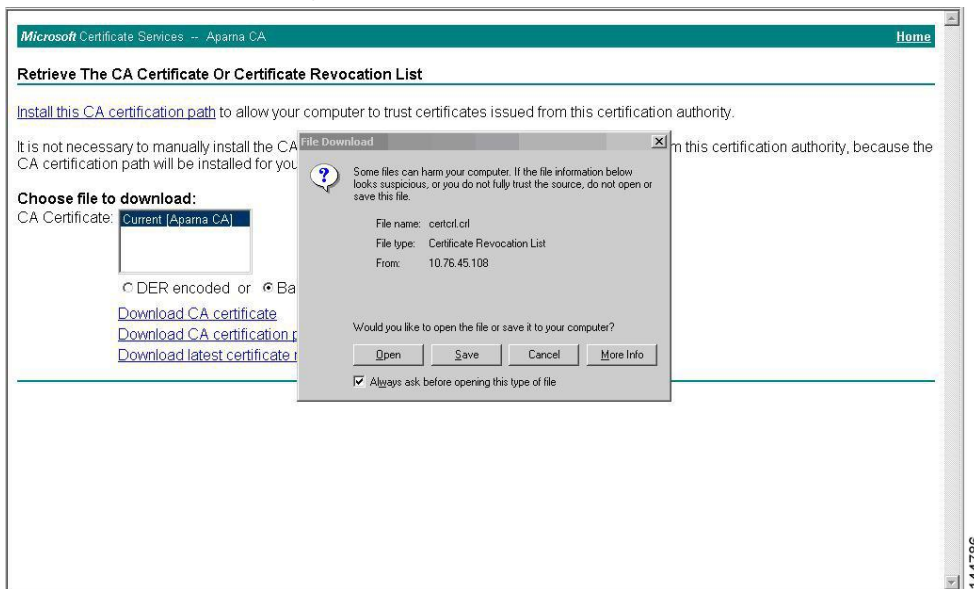 Microsoft Certificate Services -- Aparna CA Home
Retrieve The CA Certificate Or Certificate Revocation List
Install this CA certification path to allow your computer to trust certificates issued from this certification authority.
It is not necessary to manually install the CA m this certification authority, because the
CA certification path will be installed for you
Choose file to download:
CA Certificate: Current [Aparna CA]
DER encoded or Ba
Download CA certificate
Download CA certification p
Download latest certificate r
File Download
Some files can harm your computer. If the file information below
looks suspicious, or you do not fully trust the source, do not open or
save this file.
File name: certcrl.crl
File type: Certificate Revocation List
From: 10.76.45.108
Would you like to open the file or save it to your computer?
Open Save Cancel More Info
Always ask before opening this type of file
144786